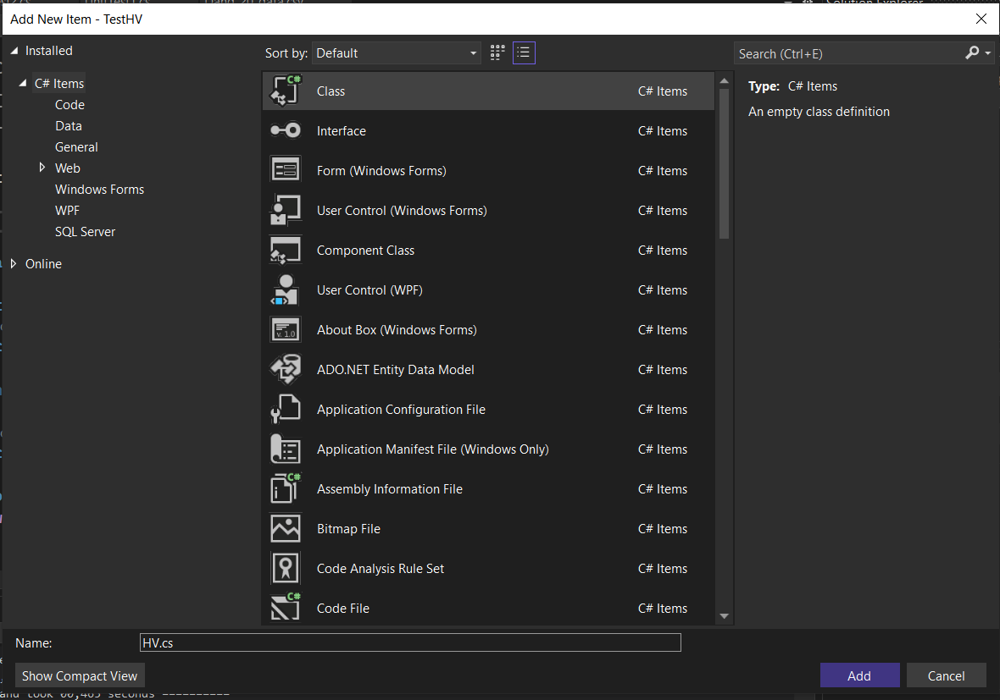 Solution Explorer
Add New Item - TestHV
Installed
C# Items
Code
Data
General
Web
Windows Forms
WPF
SQL Server
Online
Sort by: Default
Search (Ctrl+E)
Class C# Items
Interface C# Items
Form (Windows Forms) C# Items
User Control (Windows Forms) C# Items
Component Class C# Items
User Control (WPF) C# Items
About Box (Windows Forms) C# Items
ADO.NET Entity Data Model C# Items
Application Configuration File C# Items
Application Manifest File (Windows Only) C# Items
Assembly Information File C# Items
Bitmap File C# Items
Code Analysis Rule Set C# Items
Code File C# Items
Type: C# Items
An empty class definition
Name: HV.cs
Show Compact View
Add Cancel